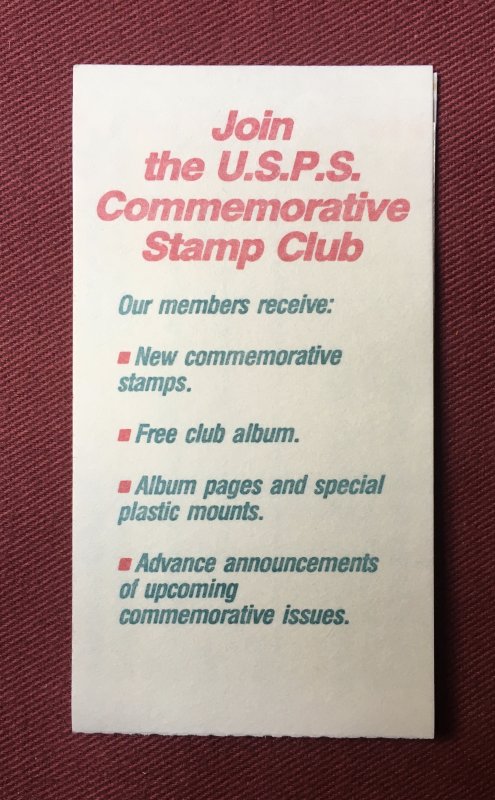 Join
the U.S.P.S.
Commemorative
Stamp Club
Our members receive:
■ New commemorative
stamps.
■ Free club album.
■ Album pages and special
plastic mounts.
■ Advance announcements
of upcoming
commemorative issues.